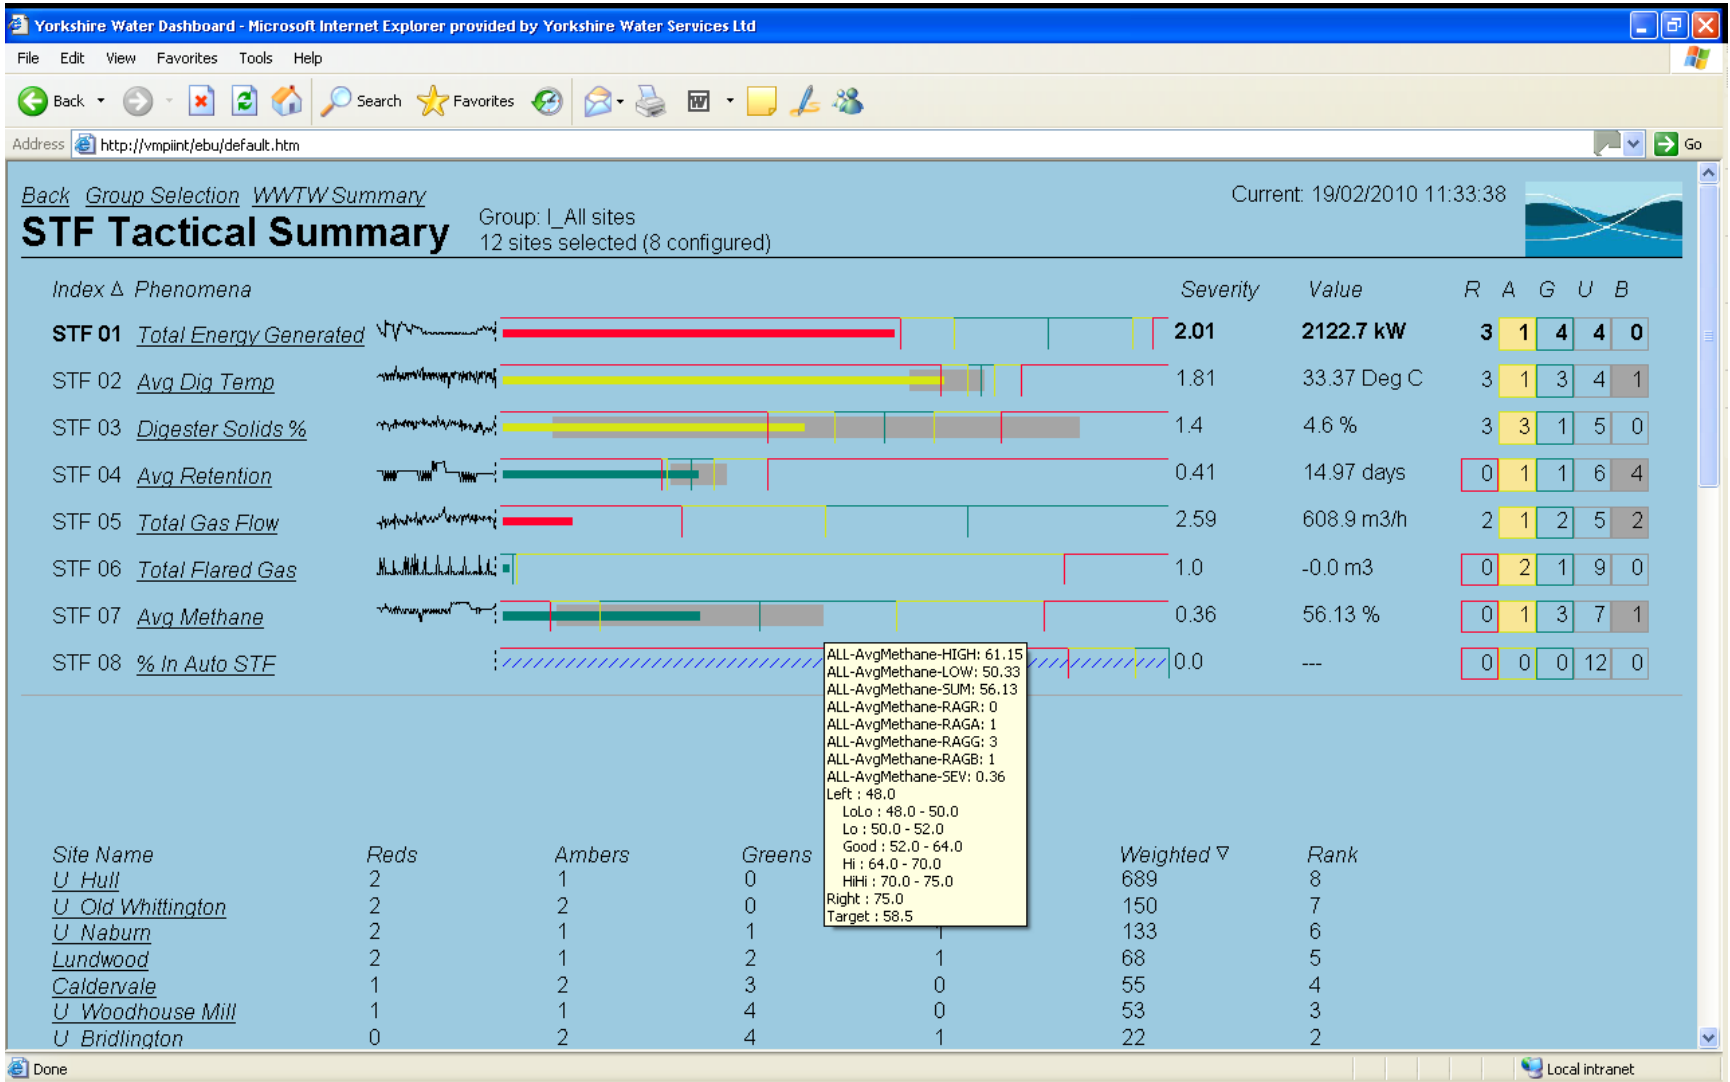 Yorkshire Water Dashboard - Microsoft Internet Explorer provided by Yorkshire Water Services Ltd
File Edit View Favorites Tools Help
Back Search Favorites
Address http://vmpiint/ebu/default.htm Go
Back Group Selection WWTW Summary Current: 19/02/2010 11:33:38
STF Tactical Summary Group: I_All sites
12 sites selected (8 configured)
Index Δ Phenomena Severity Value R A G U B
STF 01 Total Energy Generated 2.01 2122.7 kW 3 1 4 4 0
STF 02 Avg Dig Temp 1.81 33.37 Deg C 3 1 3 4 1
STF 03 Digester Solids % 1.4 4.6 % 3 3 1 5 0
STF 04 Avg Retention 0.41 14.97 days 0 1 1 6 4
STF 05 Total Gas Flow 2.59 608.9 m3/h 2 1 2 5 2
STF 06 Total Flared Gas 1.0 -0.0 m3 0 2 1 9 0
STF 07 Avg Methane 0.36 56.13 % 0 1 3 7 1
STF 08 % In Auto STF 0.0 --- 0 0 0 12 0
ALL-AvgMethane-HIGH: 61.15
ALL-AvgMethane-LOW: 50.33
ALL-AvgMethane-SUM: 56.13
ALL-AvgMethane-RAGR: 0
ALL-AvgMethane-RAGA: 1
ALL-AvgMethane-RAGG: 3
ALL-AvgMethane-RAGB: 1
ALL-AvgMethane-SEV: 0.36
Left : 48.0
LoLo : 48.0 - 50.0
Lo : 50.0 - 52.0
Good : 52.0 - 64.0
Hi : 64.0 - 70.0
HiHi : 70.0 - 75.0
Right : 75.0
Target : 58.5
Site Name Reds Ambers Greens Weighted ∇ Rank
U Hull 2 1 0 689 8
U Old Whittington 2 2 0 150 7
U Naburn 2 1 1 1 133 6
Lundwood 2 1 2 1 68 5
Caldervale 1 2 3 0 55 4
U Woodhouse Mill 1 1 4 0 53 3
U Bridlington 0 2 4 1 22 2
Done Local intranet